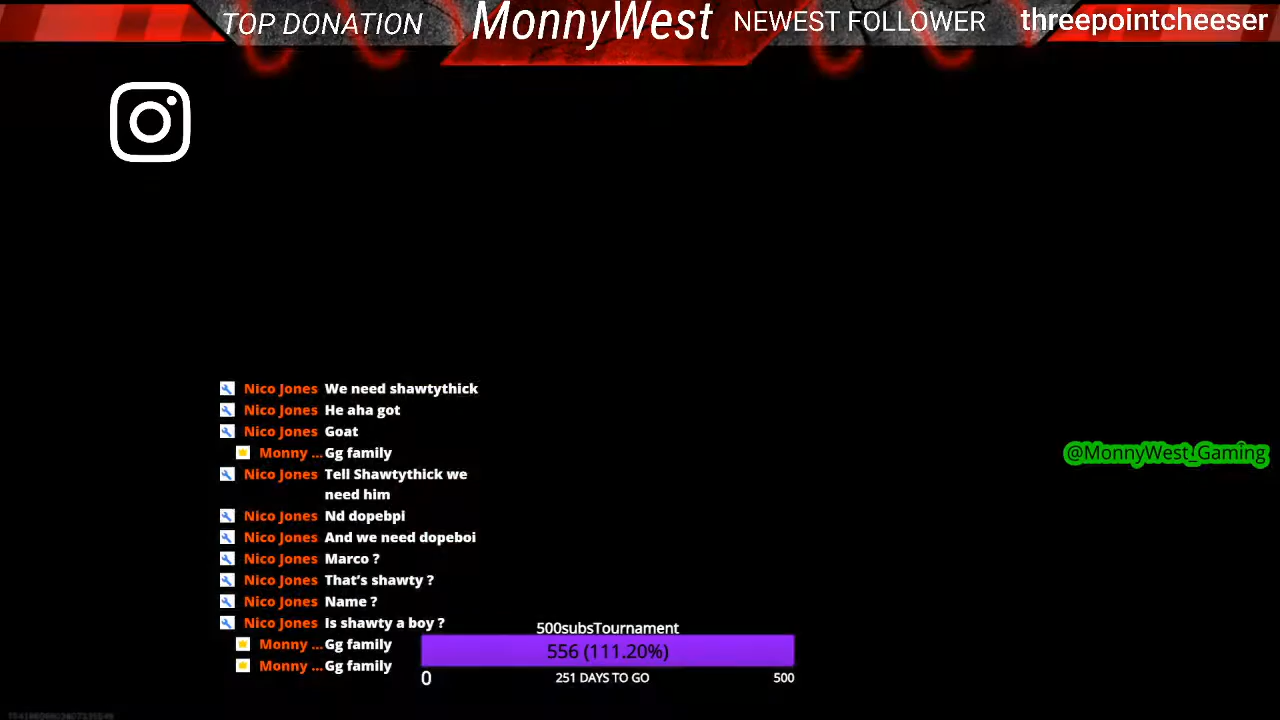 TOP DONATION MonnyWest NEWEST FOLLOWER threepointcheeser
Nico Jones We need shawtythick
Nico Jones He aha got
Nico Jones Goat
Monny ... Gg family
@MonnyWest_Gaming
Nico Jones Tell Shawtythick we
need him
Nico Jones Nd dopebpi
Nico Jones And we need dopeboi
Nico Jones Marco ?
Nico Jones That's shawty ?
Nico Jones Name ?
Nico Jones Is shawty a boy ?
500subsTournament
Monny ... Gg family
556 (111.20%)
Monny ... Gg family
0 251 DAYS TO GO 500